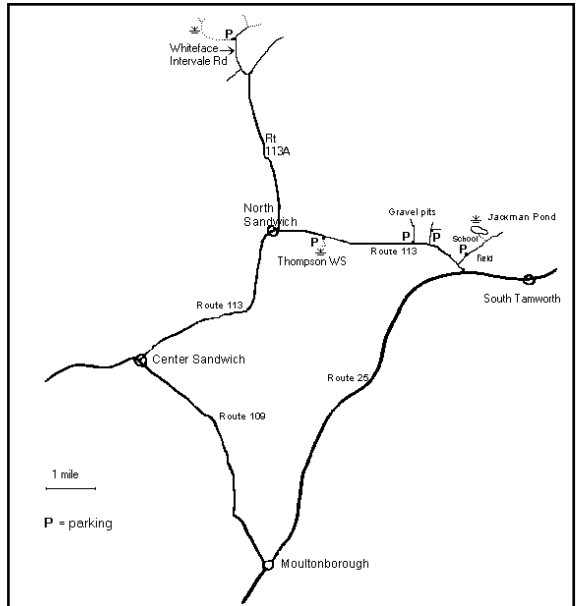 P
Whiteface
Intervale Rd
Rt
113A
North
Sandwich
Gravel pits
Jackman Pond
P
P
P
School
P
field
Thompson WS
Route 113
South Tamworth
Route 113
Center Sandwich
Route 25
Route 109
1 mile
P = parking
Moultonborough